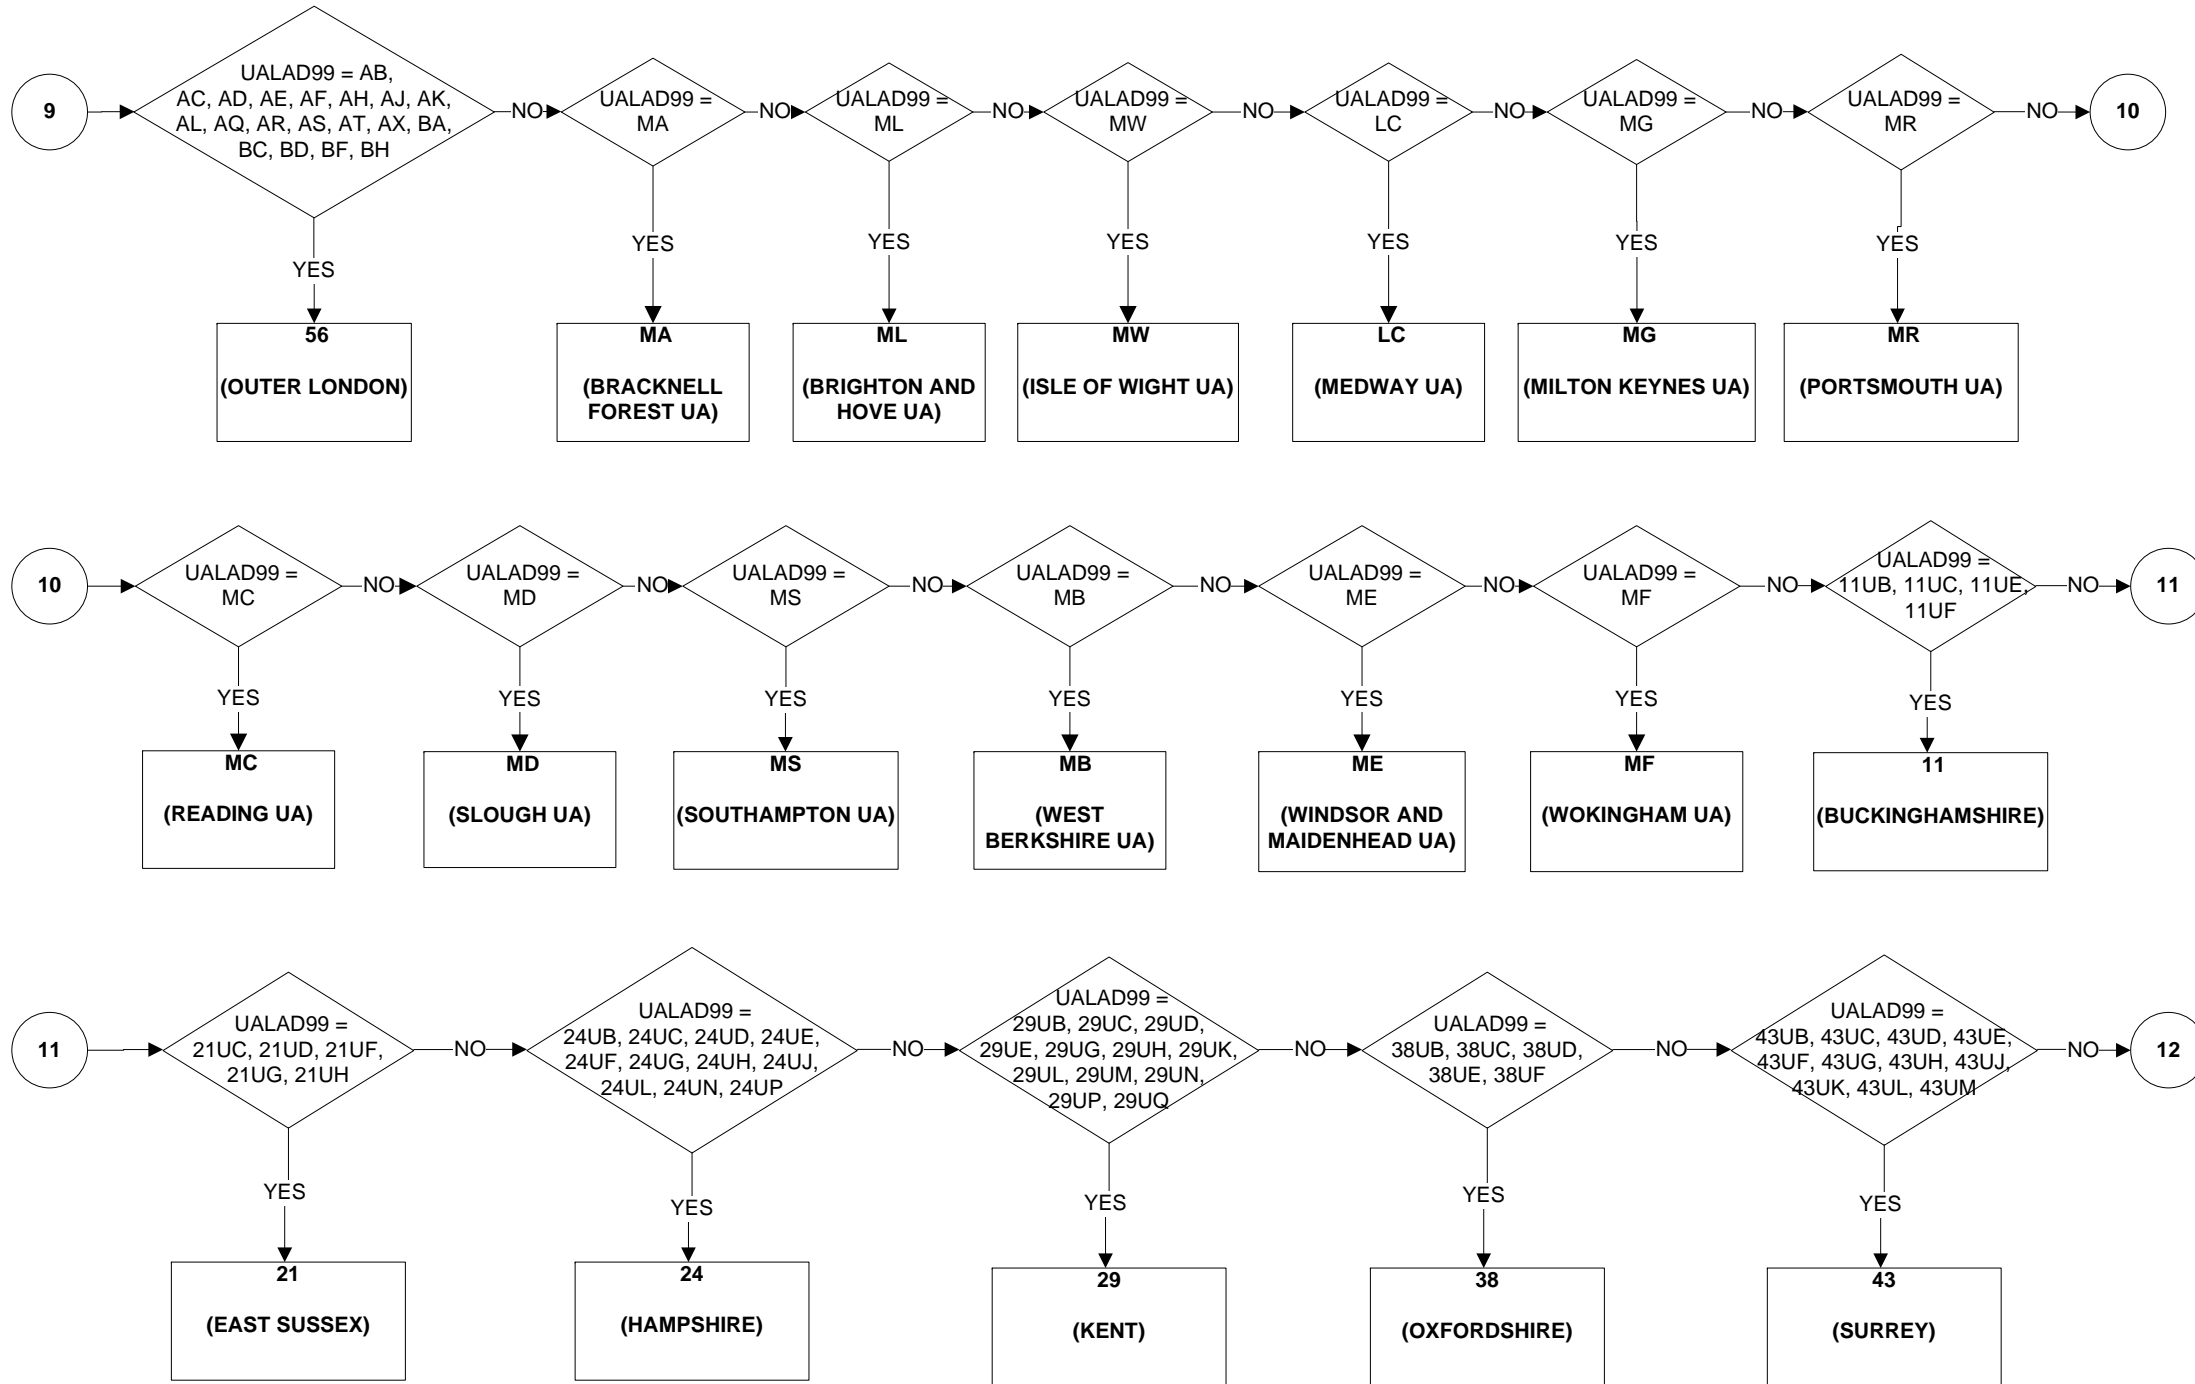 9
UALAD99 = AB,
AC, AD, AE, AF, AH, AJ, AK,
AL, AQ, AR, AS, AT, AX, BA,
BC, BD, BF, BH
NO
UALAD99 =
MA
NO
UALAD99 =
ML
NO
UALAD99 =
MW
NO
UALAD99 =
LC
NO
UALAD99 =
MG
NO
UALAD99 =
MR
NO
10
YES
YES
YES
YES
YES
YES
YES
56
(OUTER LONDON)
MA
(BRACKNELL
FOREST UA)
ML
(BRIGHTON AND
HOVE UA)
MW
(ISLE OF WIGHT UA)
LC
(MEDWAY UA)
MG
(MILTON KEYNES UA)
MR
(PORTSMOUTH UA)
10
UALAD99 =
MC
NO
UALAD99 =
MD
NO
UALAD99 =
MS
NO
UALAD99 =
MB
NO
UALAD99 =
ME
NO
UALAD99 =
MF
NO
UALAD99 =
11UB, 11UC, 11UE,
11UF
NO
11
YES
YES
YES
YES
YES
YES
YES
MC
(READING UA)
MD
(SLOUGH UA)
MS
(SOUTHAMPTON UA)
MB
(WEST
BERKSHIRE UA)
ME
(WINDSOR AND
MAIDENHEAD UA)
MF
(WOKINGHAM UA)
11
(BUCKINGHAMSHIRE)
11
UALAD99 =
21UC, 21UD, 21UF,
21UG, 21UH
NO
UALAD99 =
24UB, 24UC, 24UD, 24UE,
24UF, 24UG, 24UH, 24UJ,
24UL, 24UN, 24UP
NO
UALAD99 =
29UB, 29UC, 29UD,
29UE, 29UG, 29UH, 29UK,
29UL, 29UM, 29UN,
29UP, 29UQ
NO
UALAD99 =
38UB, 38UC, 38UD,
38UE, 38UF
NO
UALAD99 =
43UB, 43UC, 43UD, 43UE,
43UF, 43UG, 43UH, 43UJ,
43UK, 43UL, 43UM
NO
12
YES
YES
YES
YES
YES
21
(EAST SUSSEX)
24
(HAMPSHIRE)
29
(KENT)
38
(OXFORDSHIRE)
43
(SURREY)